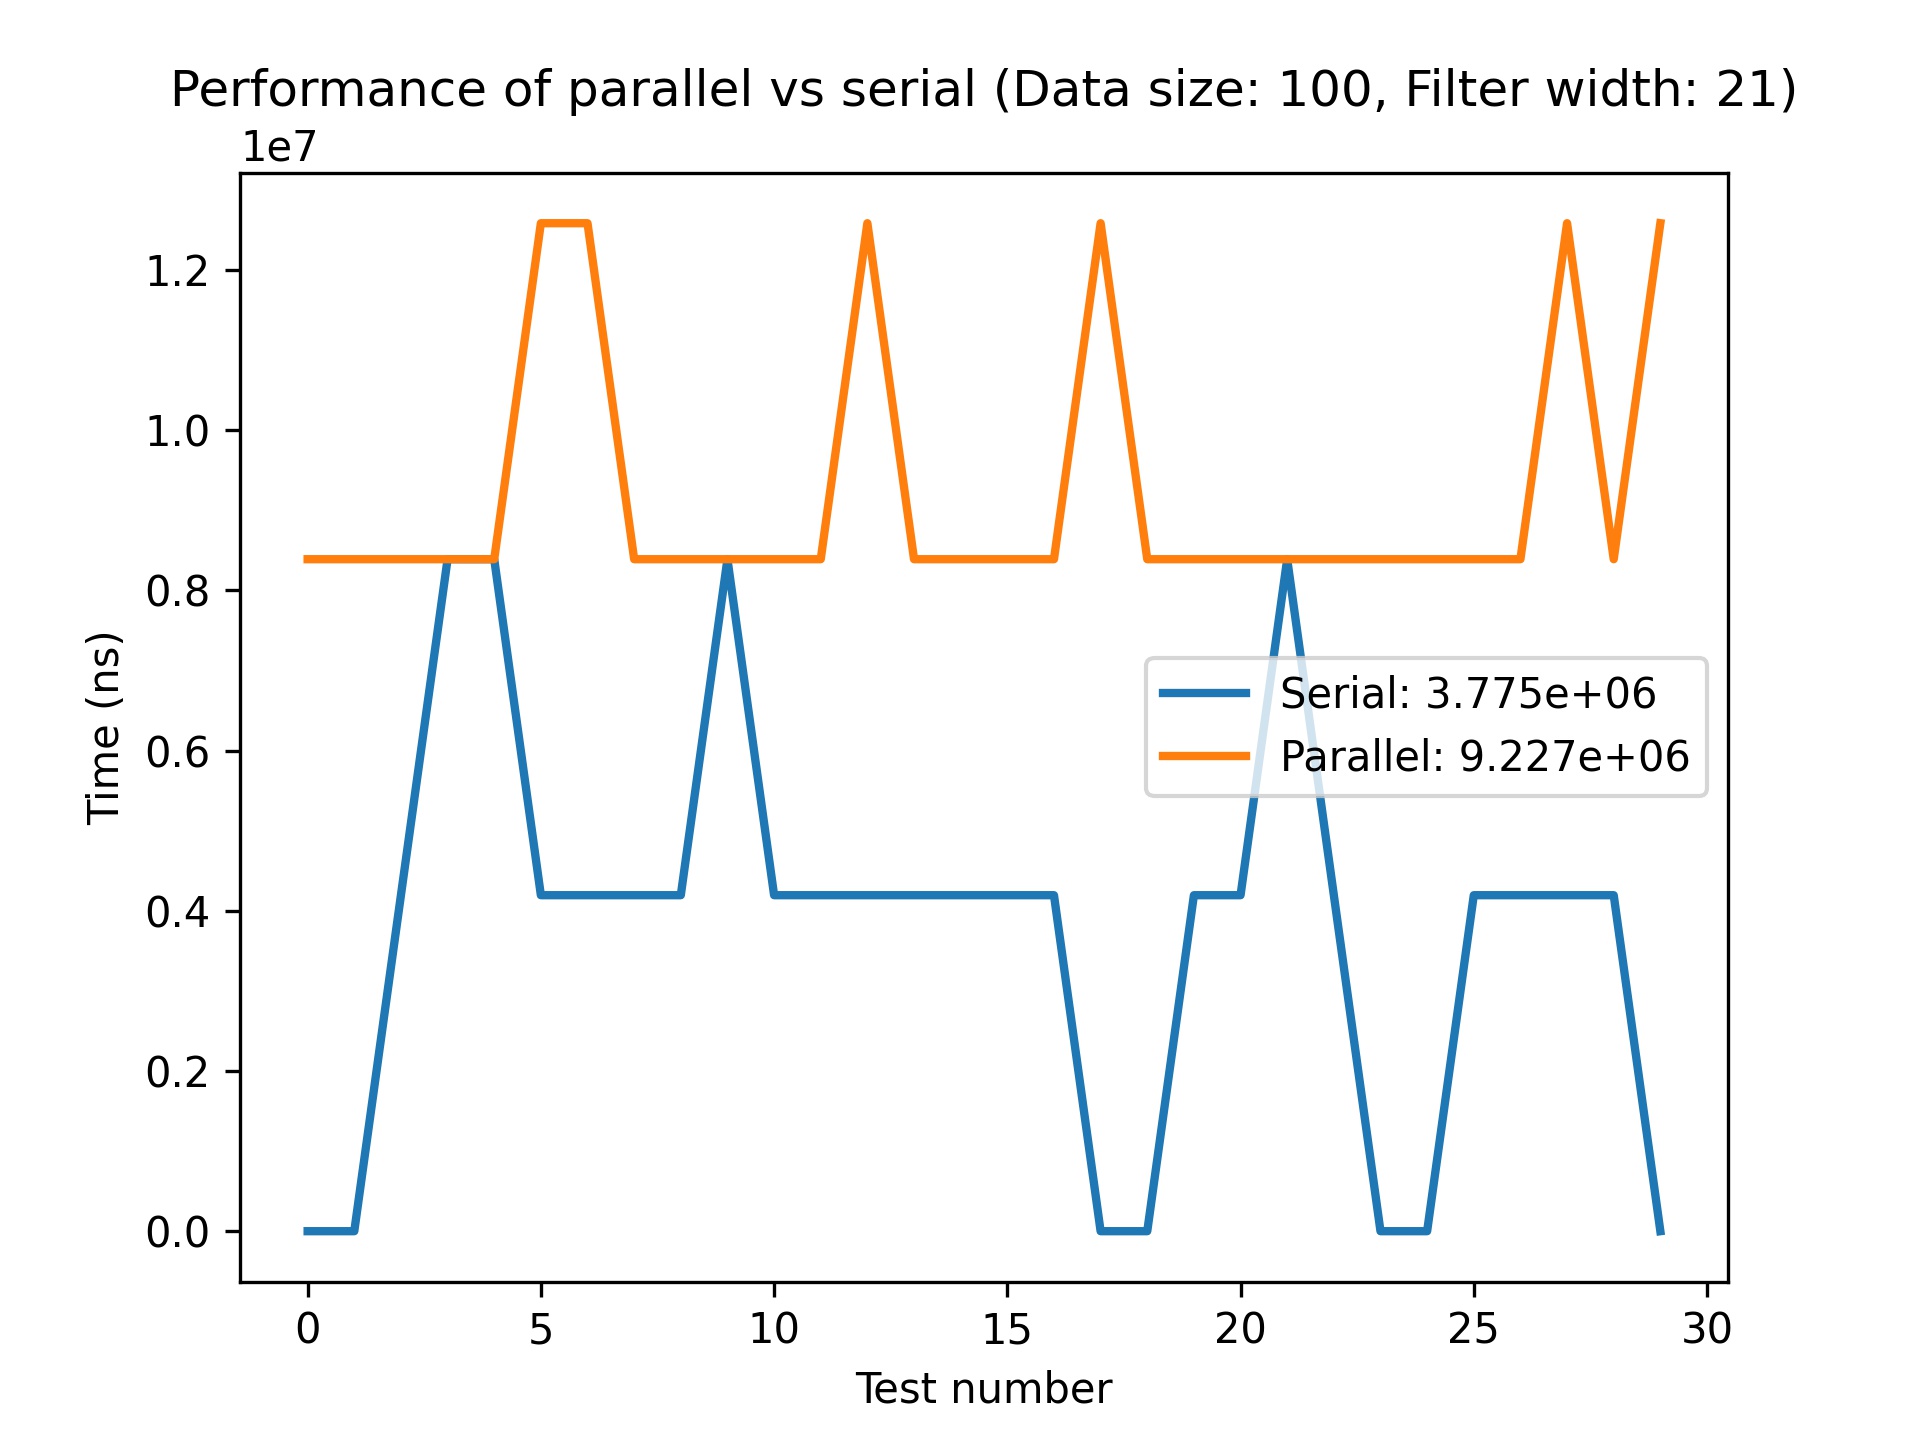 Performance of parallel vs serial (Data size: 100, Filter width: 21)
1e7
1.2
1.0
0.8
0.6
0.4
0.2
0.0
Time (ns)
Serial: 3.775e+06
Parallel: 9.227e+06
0 5 10 15 20 25 30
Test number